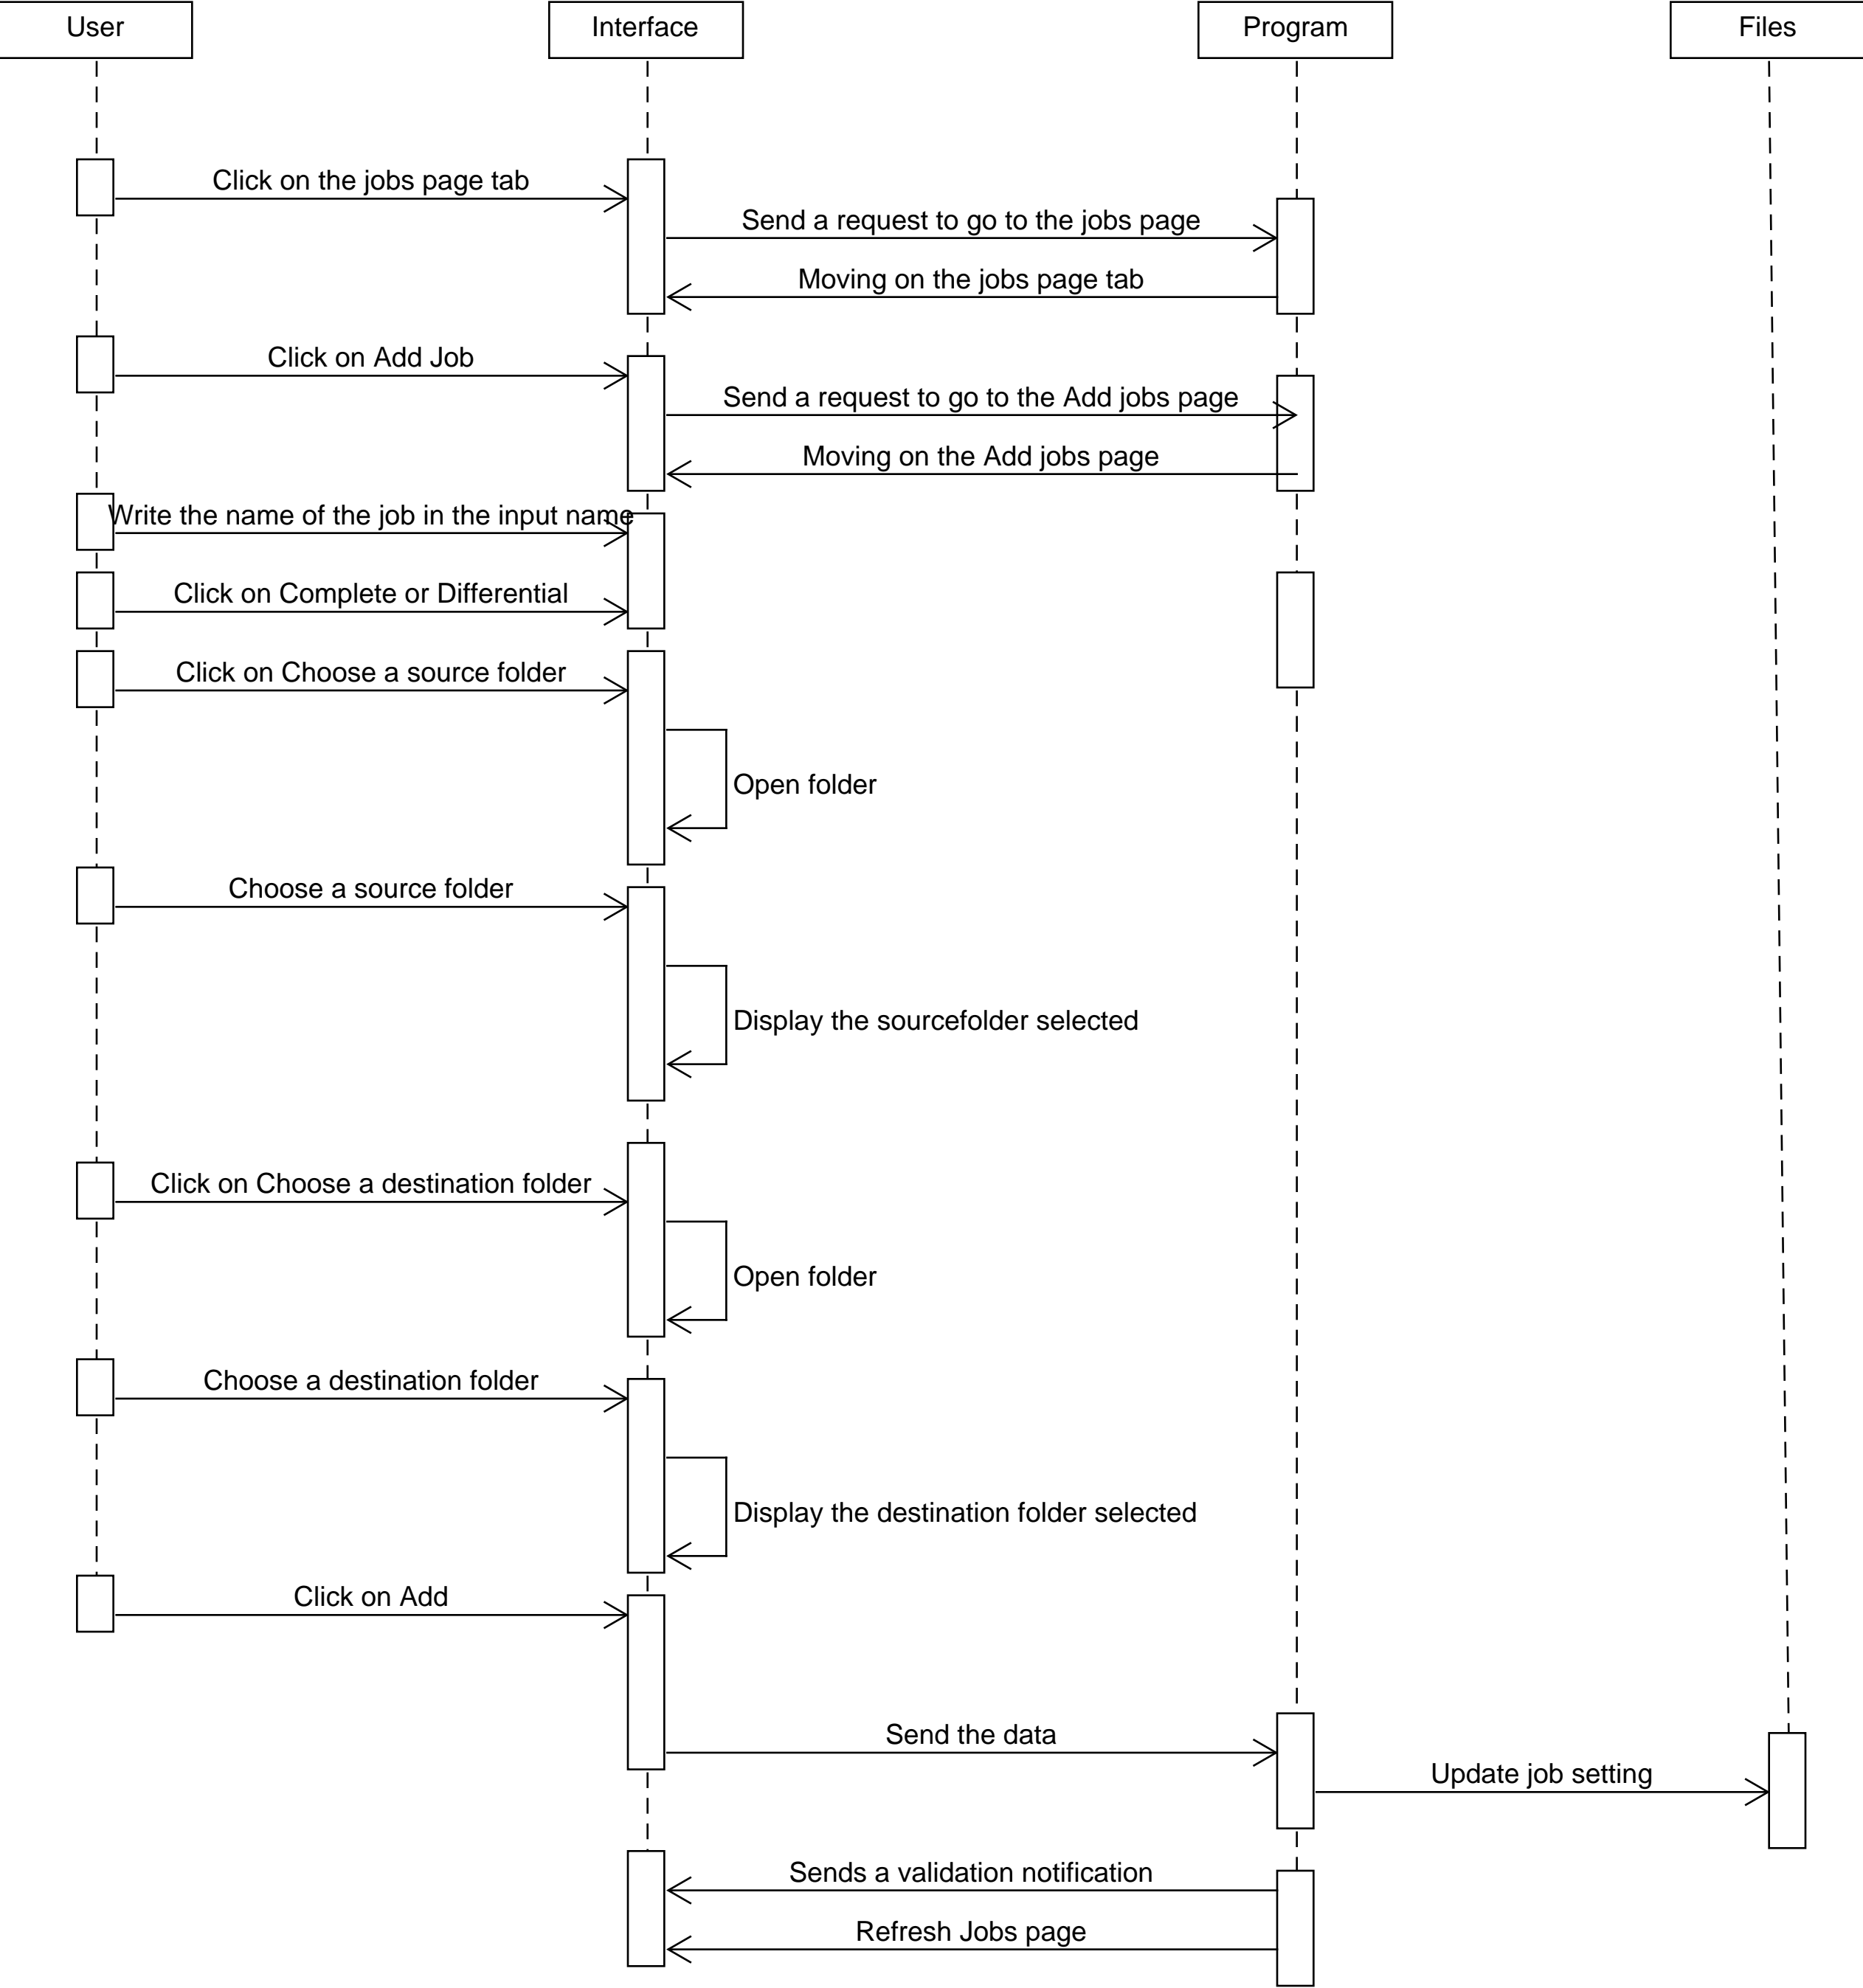 User
Interface
Program
Files
Click on the jobs page tab
Send a request to go to the jobs page
Moving on the jobs page tab
Click on Add Job
Send a request to go to the Add jobs page
Moving on the Add jobs page
Write the name of the job in the input name
Click on Complete or Differential
Click on Choose a source folder
Open folder
Choose a source folder
Display the sourcefolder selected
Click on Choose a destination folder
Open folder
Choose a destination folder
Display the destination folder selected
Click on Add
Send the data
Update job setting
Sends a validation notification
Refresh Jobs page